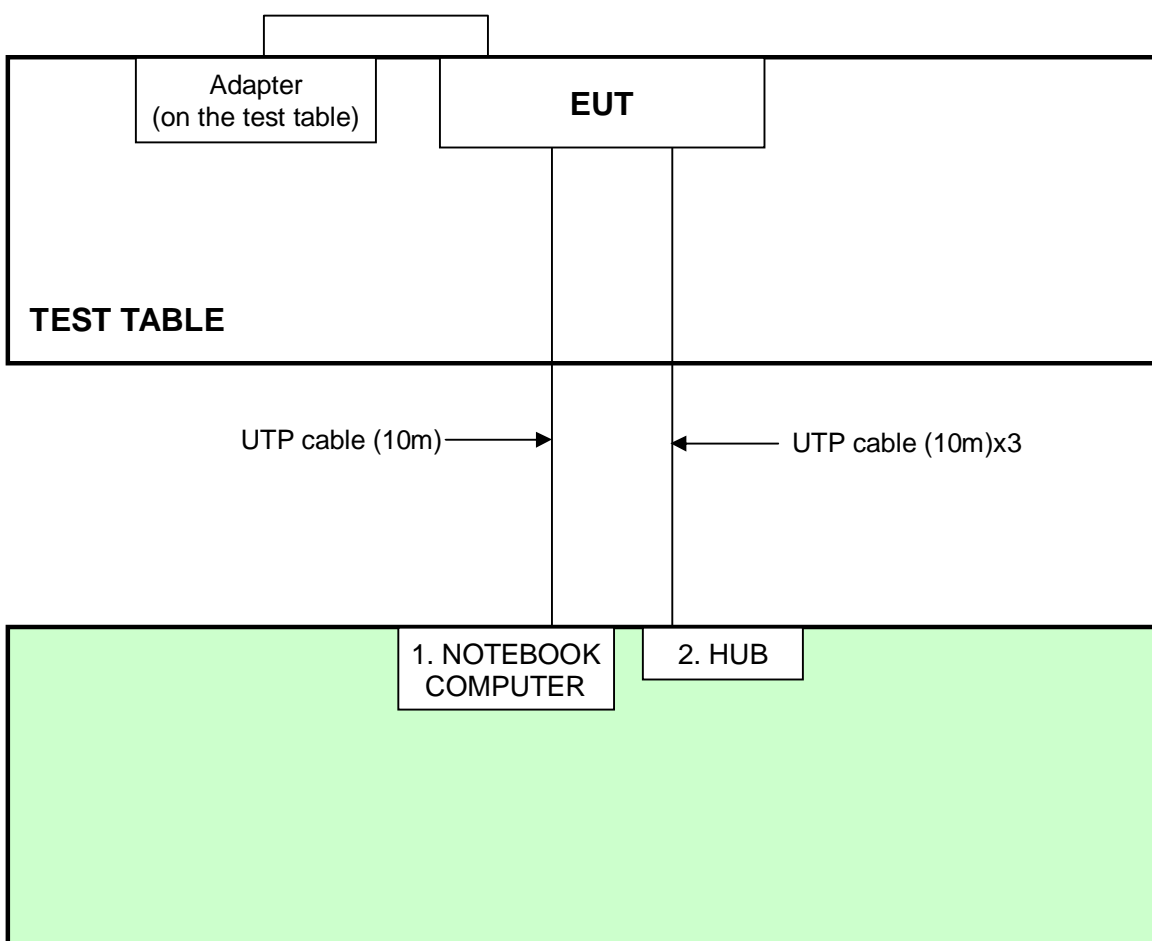 Adapter
(on the test table)
EUT
TEST TABLE
UTP cable (10m)
UTP cable (10m)x3
1. NOTEBOOK
COMPUTER
2. HUB